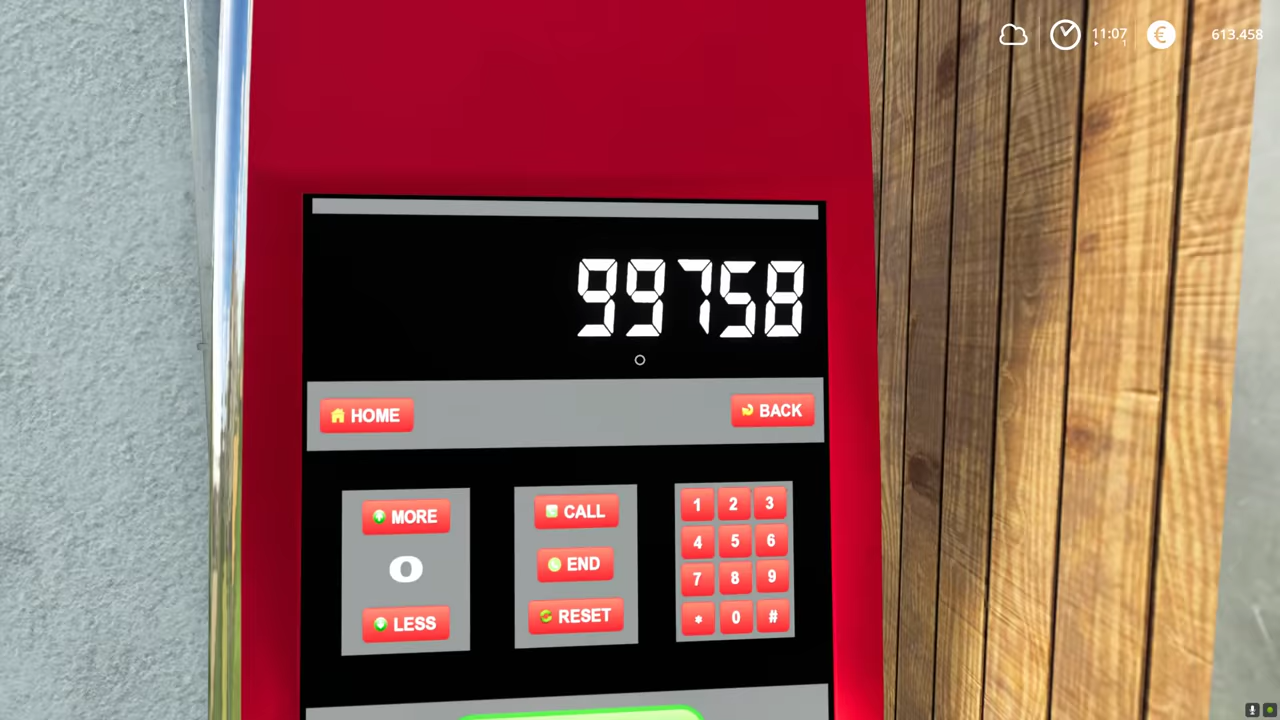 11:07
1
613.458
99758
HOME
BACK
MORE
0
LESS
CALL
END
RESET
1 2 3
4 5 6
7 8 9
* 0 #